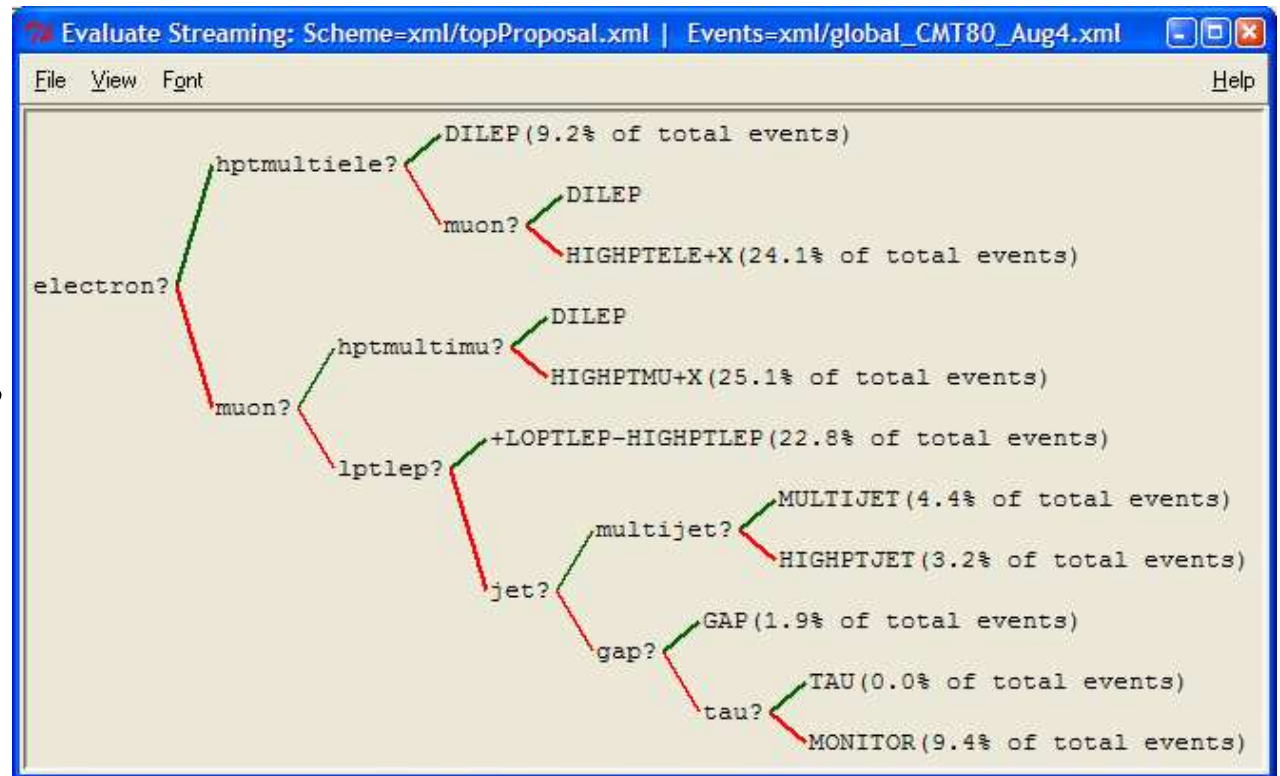 Evaluate Streaming: Scheme=xml/topProposal.xml | Events=xml/global_CMT80_Aug4.xml
File View Font Help
DILEP(9.2% of total events)
hptmultiele?
DILEP
muon?
HIGHPTELE+X(24.1% of total events)
electron?
DILEP
hptmultimu?
HIGHPTMU+X(25.1% of total events)
muon?
+LOPTLEP-HIGHPTLEP(22.8% of total events)
lptlep?
MULTIJET(4.4% of total events)
multijet?
HIGHPTJET(3.2% of total events)
jet?
GAP(1.9% of total events)
gap?
TAU(0.0% of total events)
tau?
MONITOR(9.4% of total events)